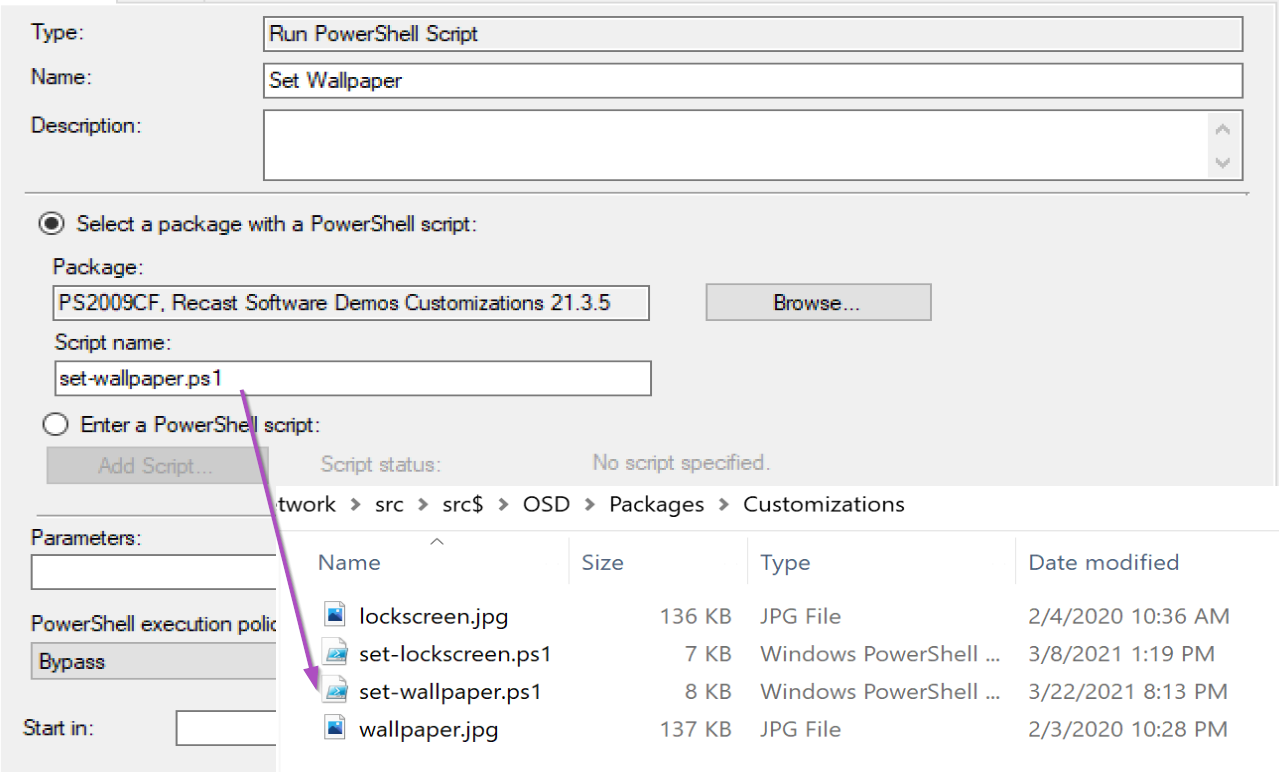 Type:
Run PowerShell Script
Name:
Set Wallpaper
Description:
Select a package with a PowerShell script:
Package:
PS2009CF, Recast Software Demos Customizations 21.3.5
Browse...
Script name:
set-wallpaper.ps1
Enter a PowerShell script:
Add Script...
Script status:
No script specified.
twork > src > src$ > OSD > Packages > Customizations
Parameters:
Name Size Type Date modified
lockscreen.jpg 136 KB JPG File 2/4/2020 10:36 AM
PowerShell execution polic
set-lockscreen.ps1 7 KB Windows PowerShell ... 3/8/2021 1:19 PM
Bypass
set-wallpaper.ps1 8 KB Windows PowerShell ... 3/22/2021 8:13 PM
Start in:
wallpaper.jpg 137 KB JPG File 2/3/2020 10:28 PM